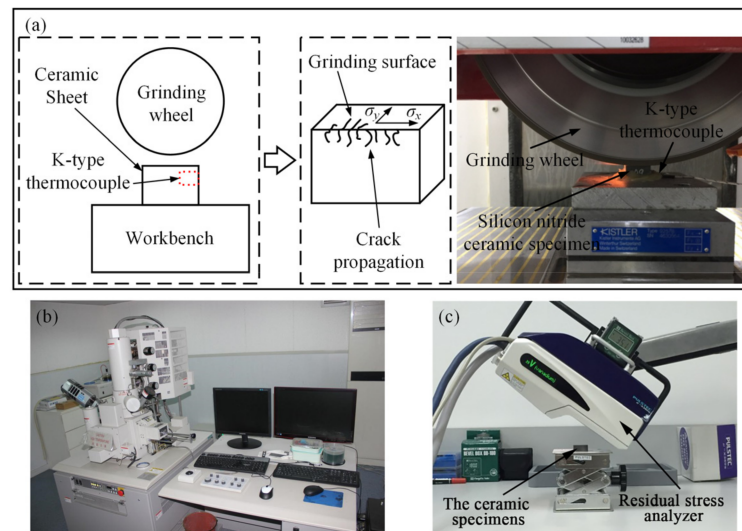 (a)
Ceramic
Sheet
Grinding
wheel
K-type
thermocouple
Workbench
Grinding surface
σy
σx
Crack
propagation
K-type
thermocouple
Grinding wheel
Silicon nitride
ceramic specimen
KISTLER
(b)
(c)
PULSTEC
The ceramic
specimens
Residual stress
analyzer